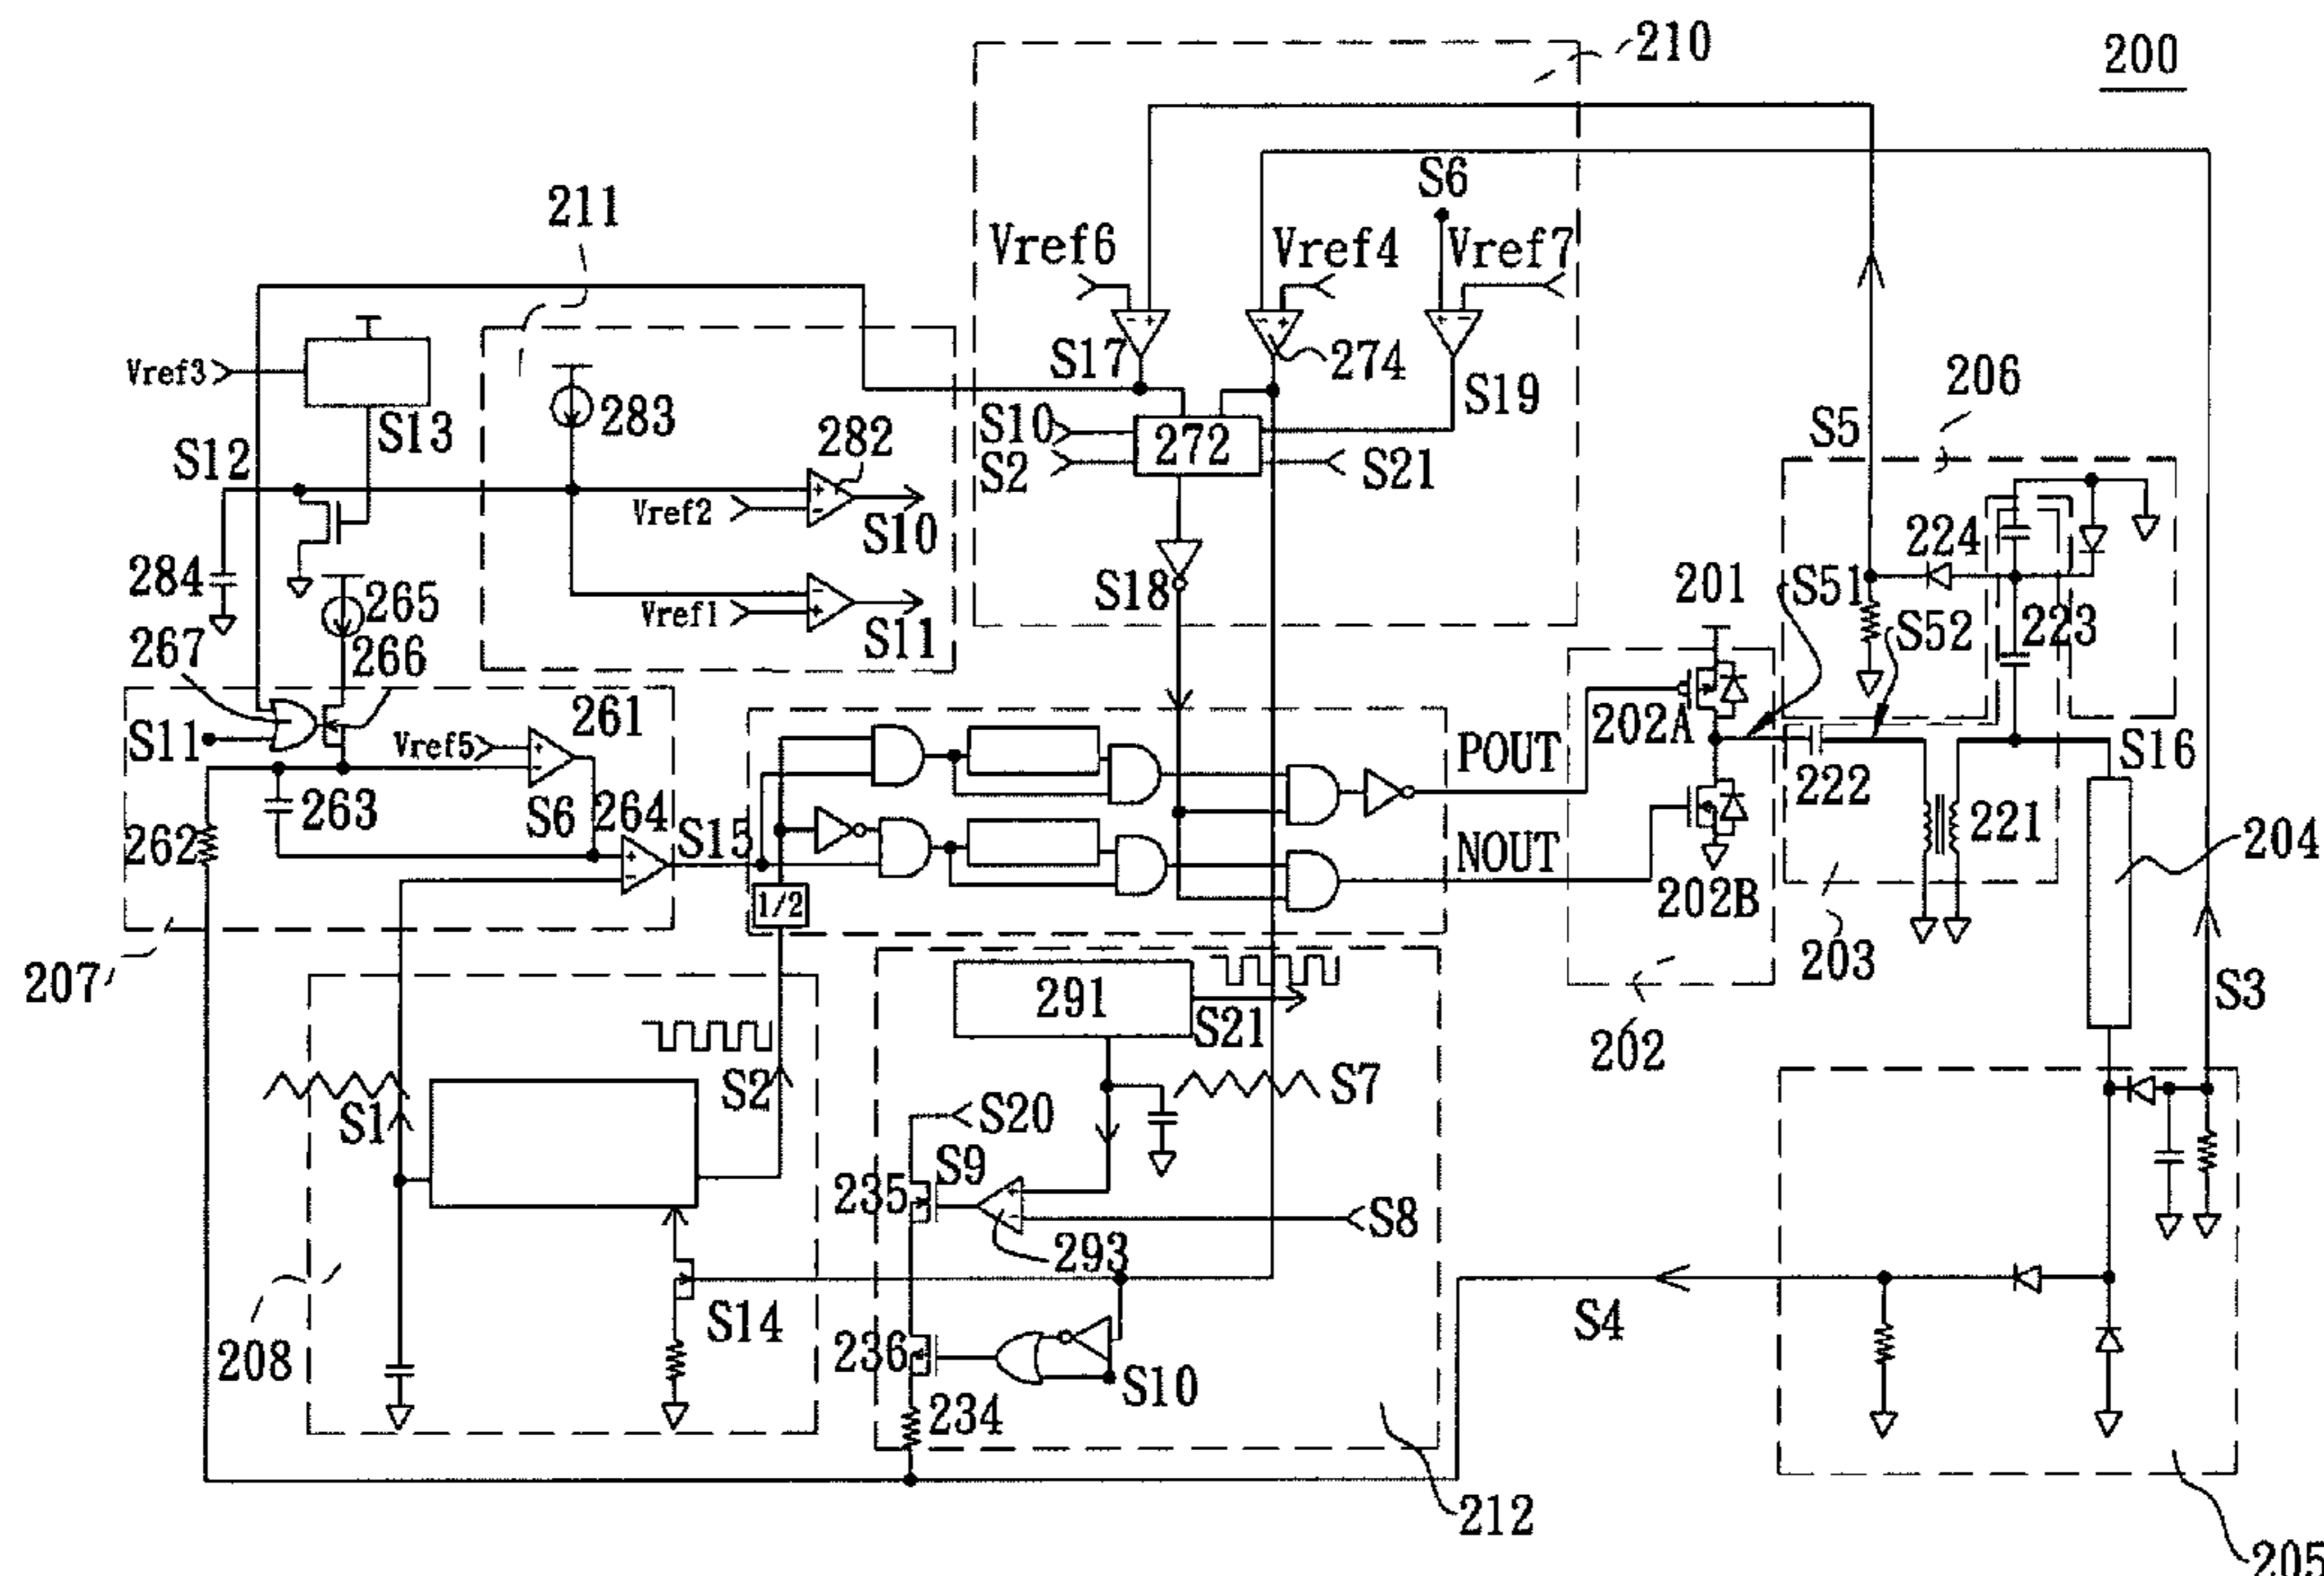 210
200
211
S6
Vref6
Vref4
Vref7
Vref3
S13
283
282
S17
274
S19
206
S12
S10
S2
272
S21
S5
Vref2
S10
224
284
265
S18
201
S51
Vref1
S11
S52
223
267
266
261
S11
Vref5
202A
S16
263
S6
264
S15
POUT
222
221
262
NOUT
204
1/2
202B
207
203
291
S21
202
S3
S2
S7
S1
S20
S9
235
S8
293
S14
S4
208
236
S10
234
212
205